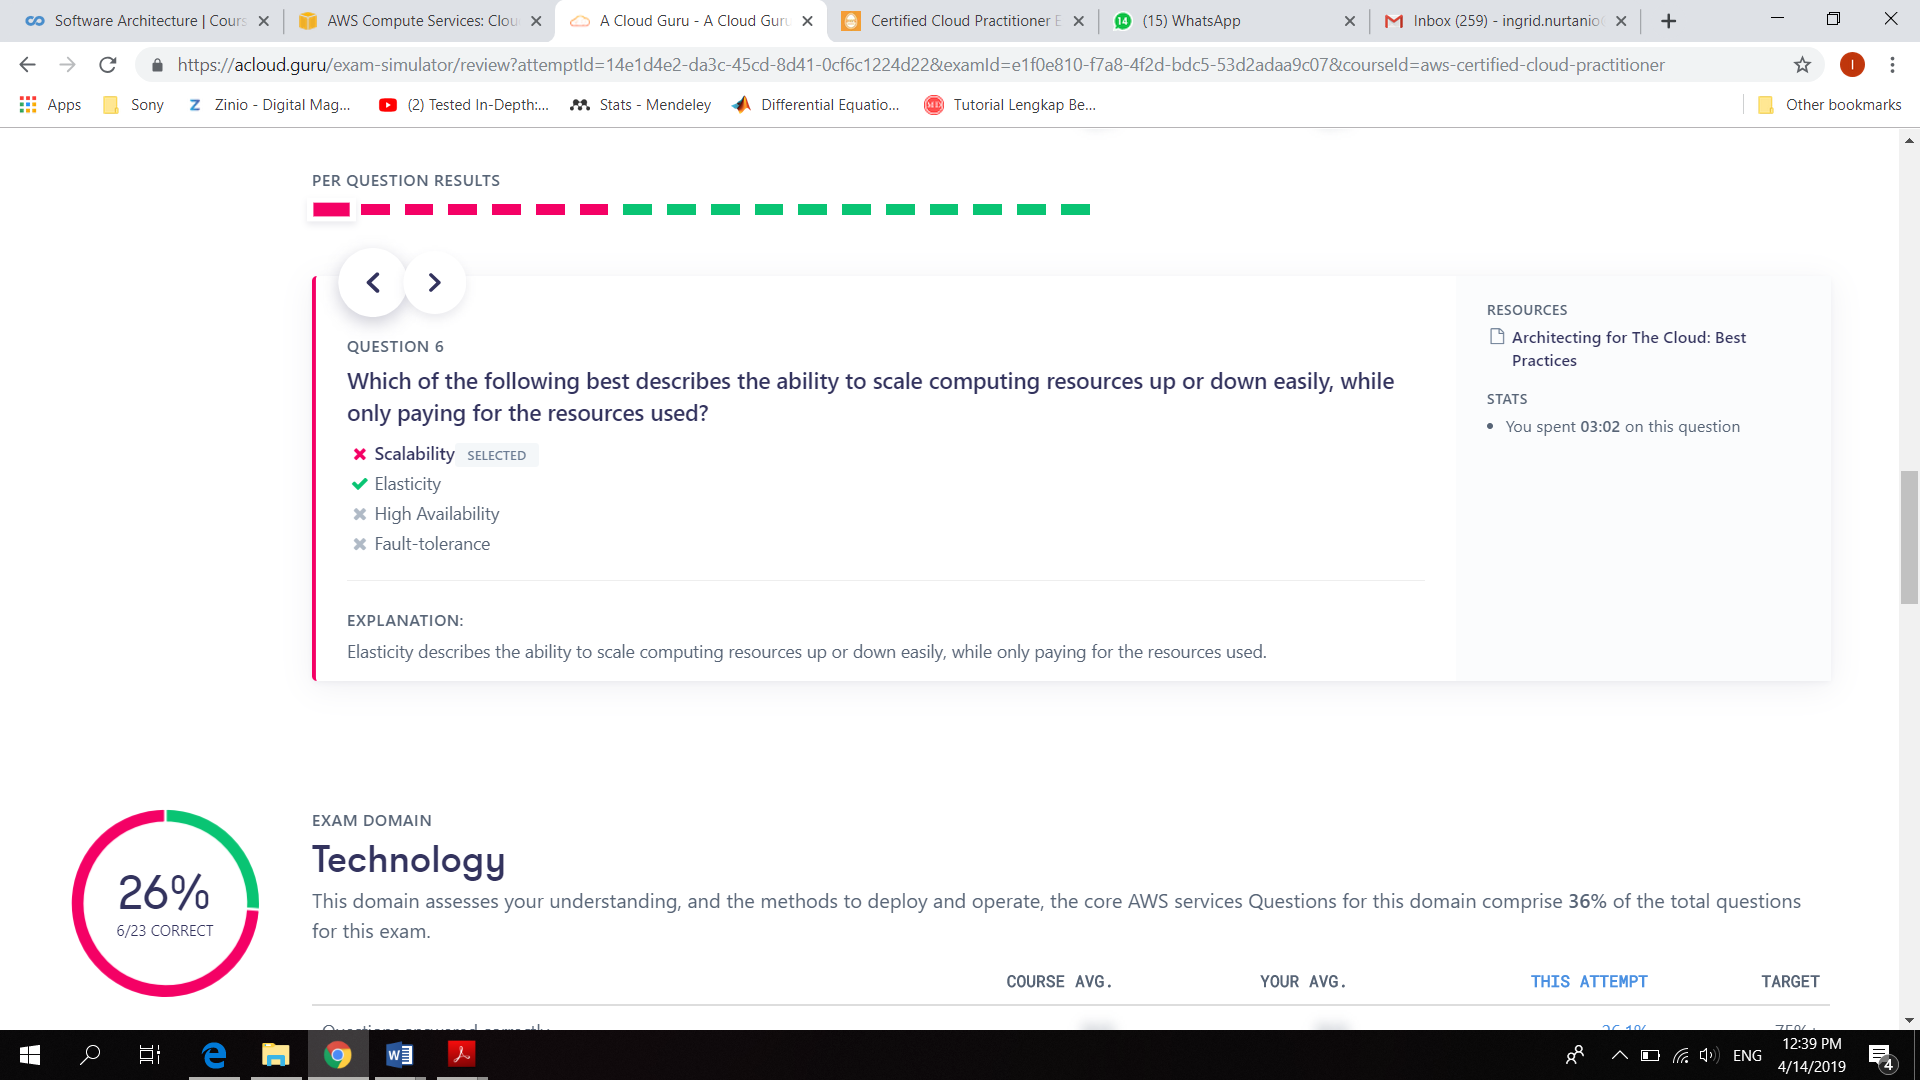 Software Architecture | Cours
AWS Compute Services: Clou
A Cloud Guru - A Cloud Guru
Certified Cloud Practitioner E
14
(15) WhatsApp
Inbox (259) - ingrid.nurtanio
https://acloud.guru/exam-simulator/review?attemptId=14e1d4e2-da3c-45cd-8d41-0cf6c1224d22&examId=e1f0e810-f7a8-4f2d-bdc5-53d2adaa9c07&courseId=aws-certified-cloud-practitioner
I
Apps
Sony
Zinio - Digital Mag...
(2) Tested In-Depth:...
Stats - Mendeley
Differential Equatio...
Tutorial Lengkap Be...
Other bookmarks
PER QUESTION RESULTS
QUESTION 6
Which of the following best describes the ability to scale computing resources up or down easily, while
only paying for the resources used?
Scalability SELECTED
Elasticity
High Availability
Fault-tolerance
EXPLANATION:
Elasticity describes the ability to scale computing resources up or down easily, while only paying for the resources used.
RESOURCES
Architecting for The Cloud: Best
Practices
STATS
You spent 03:02 on this question
26%
6/23 CORRECT
EXAM DOMAIN
Technology
This domain assesses your understanding, and the methods to deploy and operate, the core AWS services Questions for this domain comprise 36% of the total questions
for this exam.
COURSE AVG. YOUR AVG. THIS ATTEMPT TARGET
Questions answered correctly 26.1% 75%+
ENG
12:39 PM
4/14/2019
4